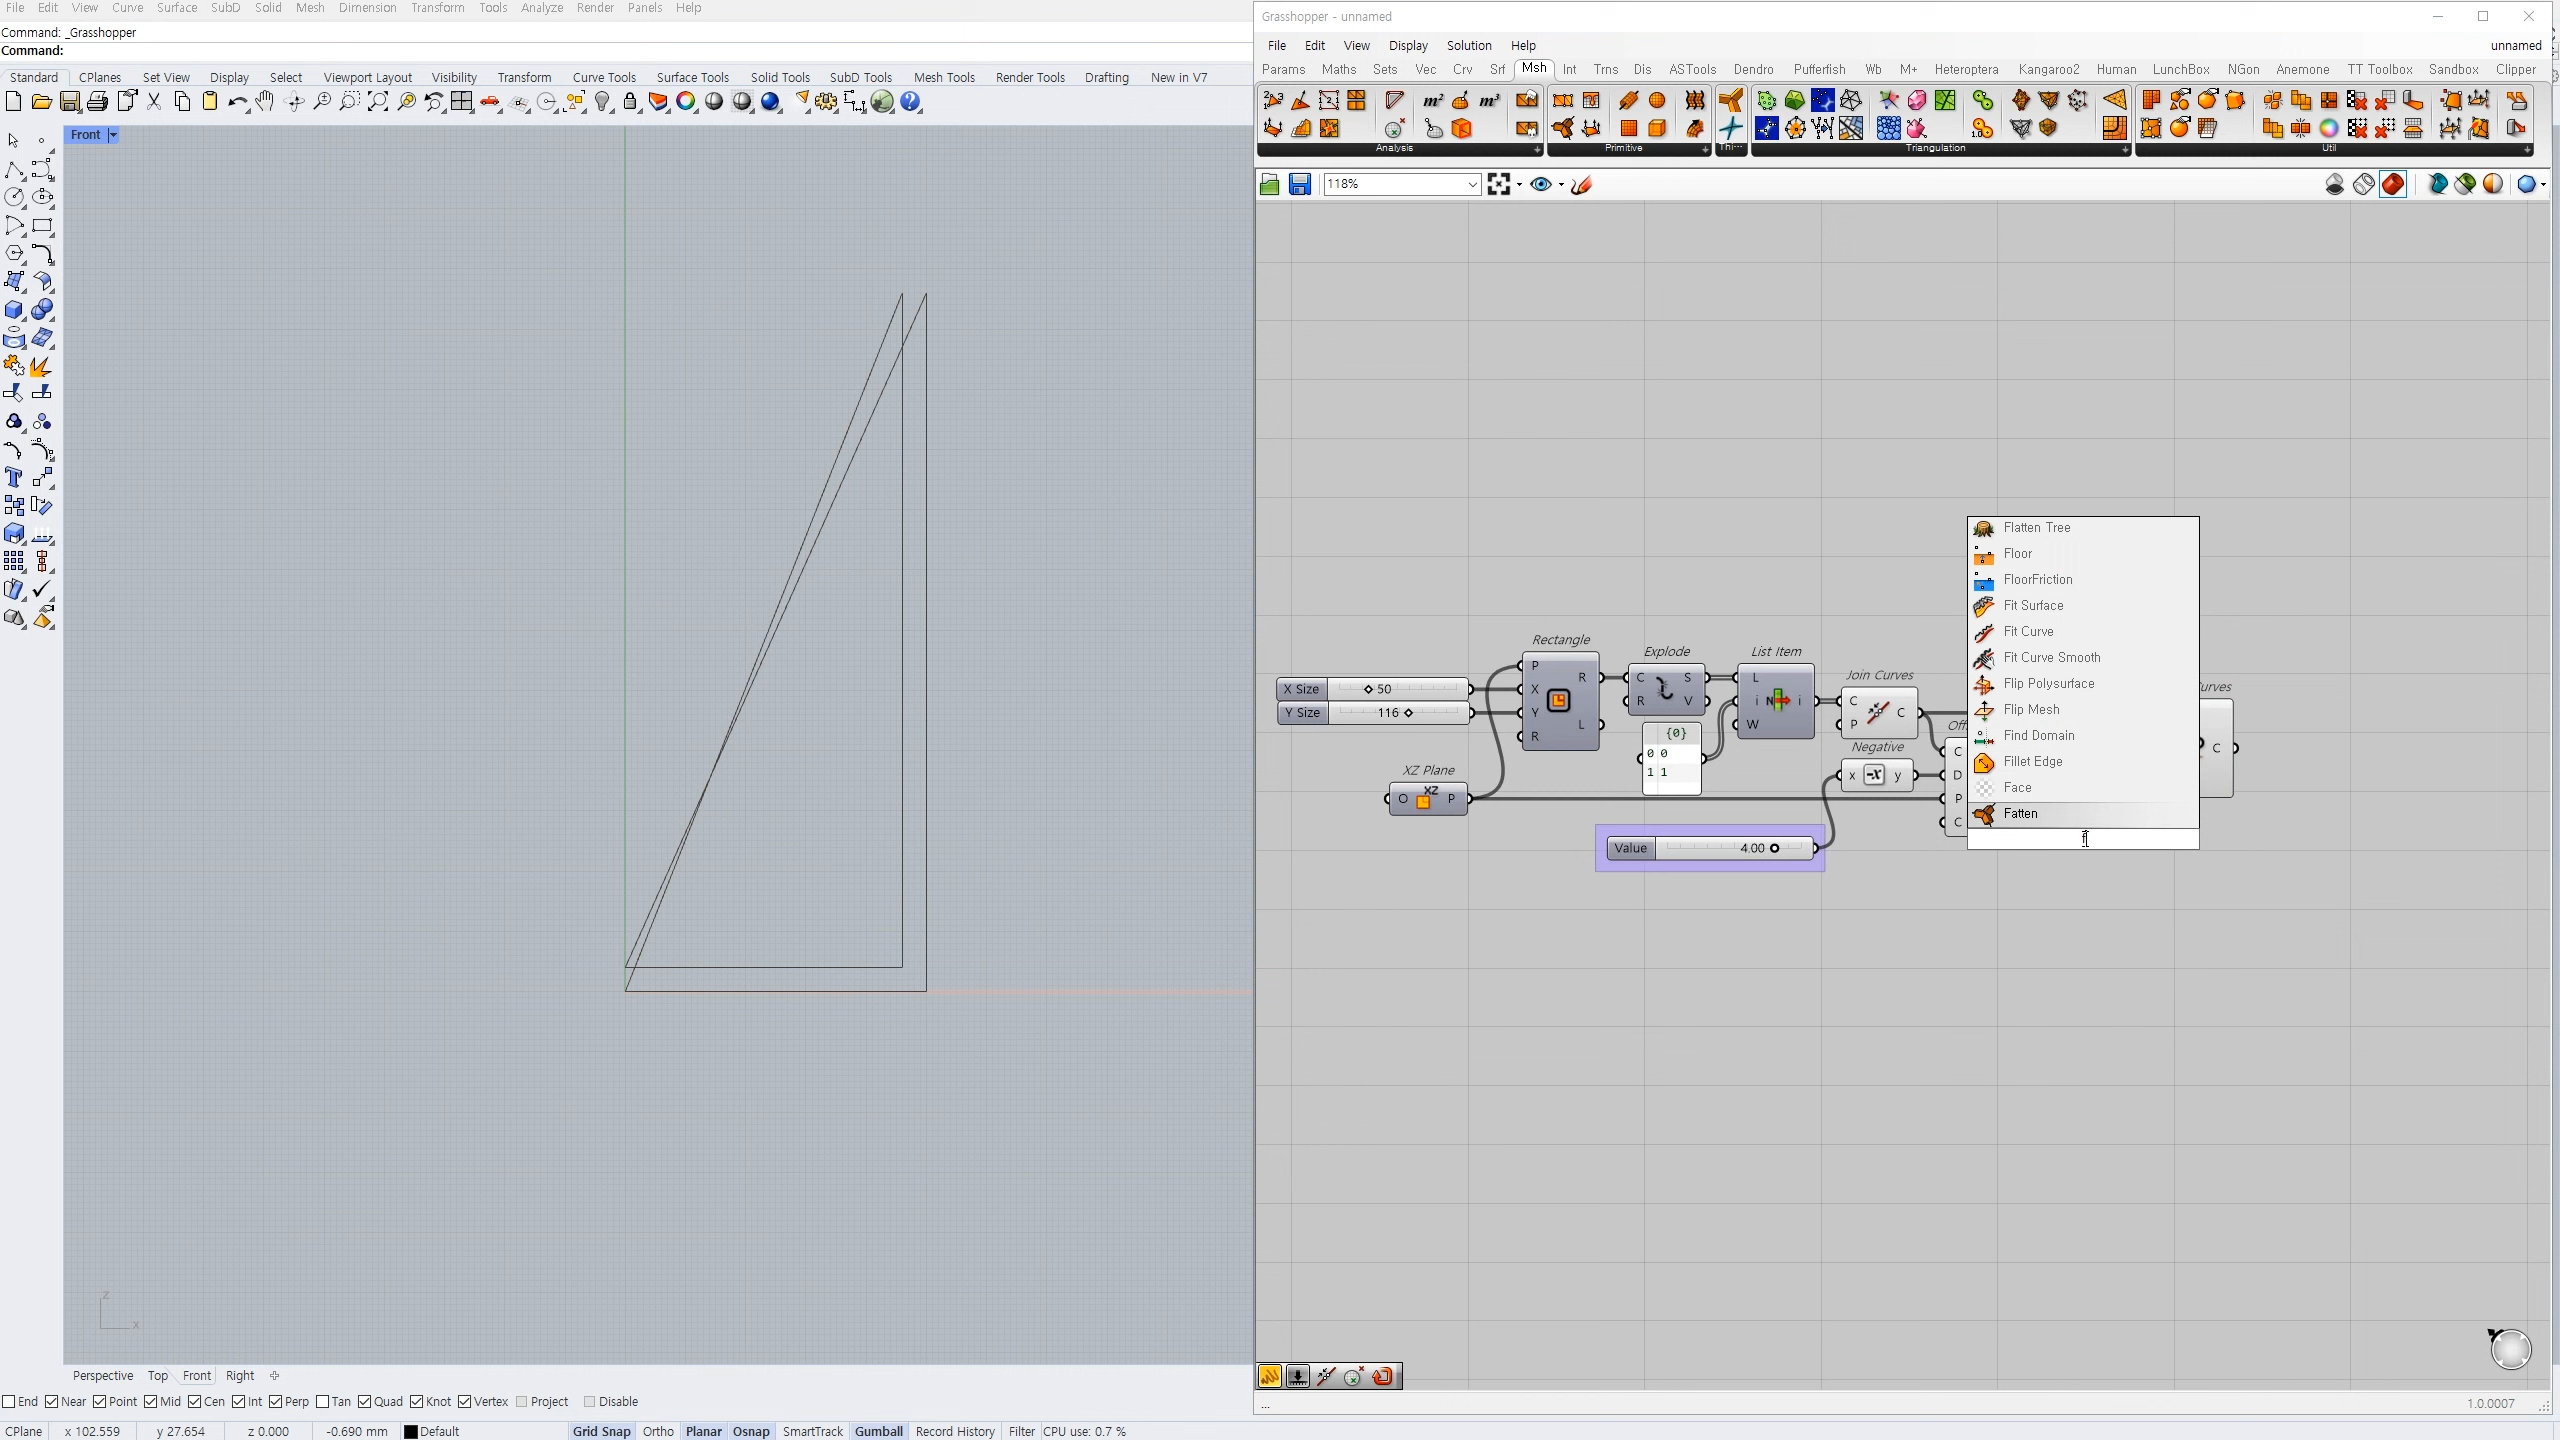 File Edit View Curve Surface SubD Solid Mesh Dimension Transform Tools Analyze Render Panels Help
Command: _Grasshopper
Command:
Standard CPlanes Set View Display Select Viewport Layout Visibility Transform Curve Tools Surface Tools Solid Tools SubD Tools Mesh Tools Render Tools Drafting New in V7
Front
Grasshopper - unnamed
File Edit View Display Solution Help
unnamed
Params Maths Sets Vec Crv Srf Msh Int Trns Dis ASTools Dendro Pufferfish Wb M+ Heteroptera Kangaroo2 Human LunchBox NGon Anemone TT Toolbox Sandbox Clipper
Analysis Primitive Thi··· Triangulation Util
118%
Flatten Tree
Floor
FloorFriction
Fit Surface
Fit Curve
Fit Curve Smooth
Flip Polysurface
Flip Mesh
Find Domain
Fillet Edge
Face
Fatten
f
Rectangle
P
X
Y
R
R
L
Explode
C S
R V
List Item
L
i i
W
Join Curves
C
P
C
urves
C
X Size 50
Y Size 116
{0}
0 0
1 1
Negative
x -x y
Off
C
D
P
C
XZ Plane
O XZ P
Value 4.00
z
x
Perspective Top Front Right
End Near Point Mid Cen Int Perp Tan Quad Knot Vertex Project Disable
...
1.0.0007
CPlane x 102.559 y 27.654 z 0.000 -0.690 mm Default Grid Snap Ortho Planar Osnap SmartTrack Gumball Record History Filter CPU use: 0.7 %